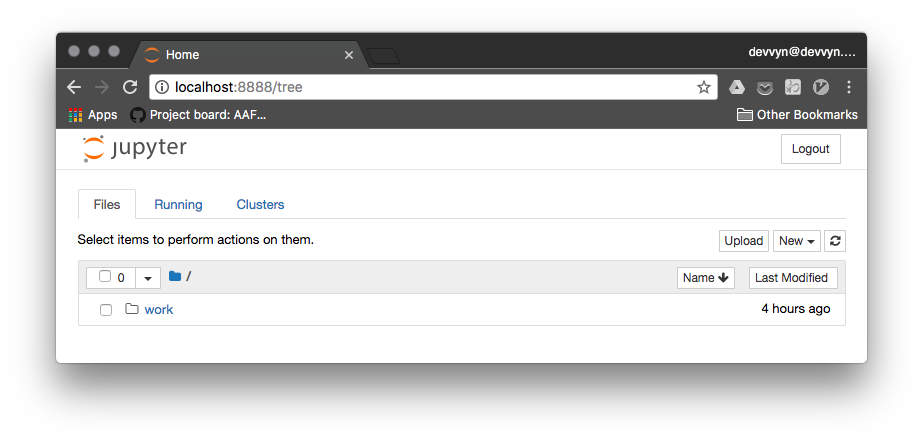 Home
devvyn@devvyn....
localhost:8888/tree
Apps Project board: AAF... Other Bookmarks
jupyter Logout
Files Running Clusters
Select items to perform actions on them. Upload New
0 / Name Last Modified
work 4 hours ago